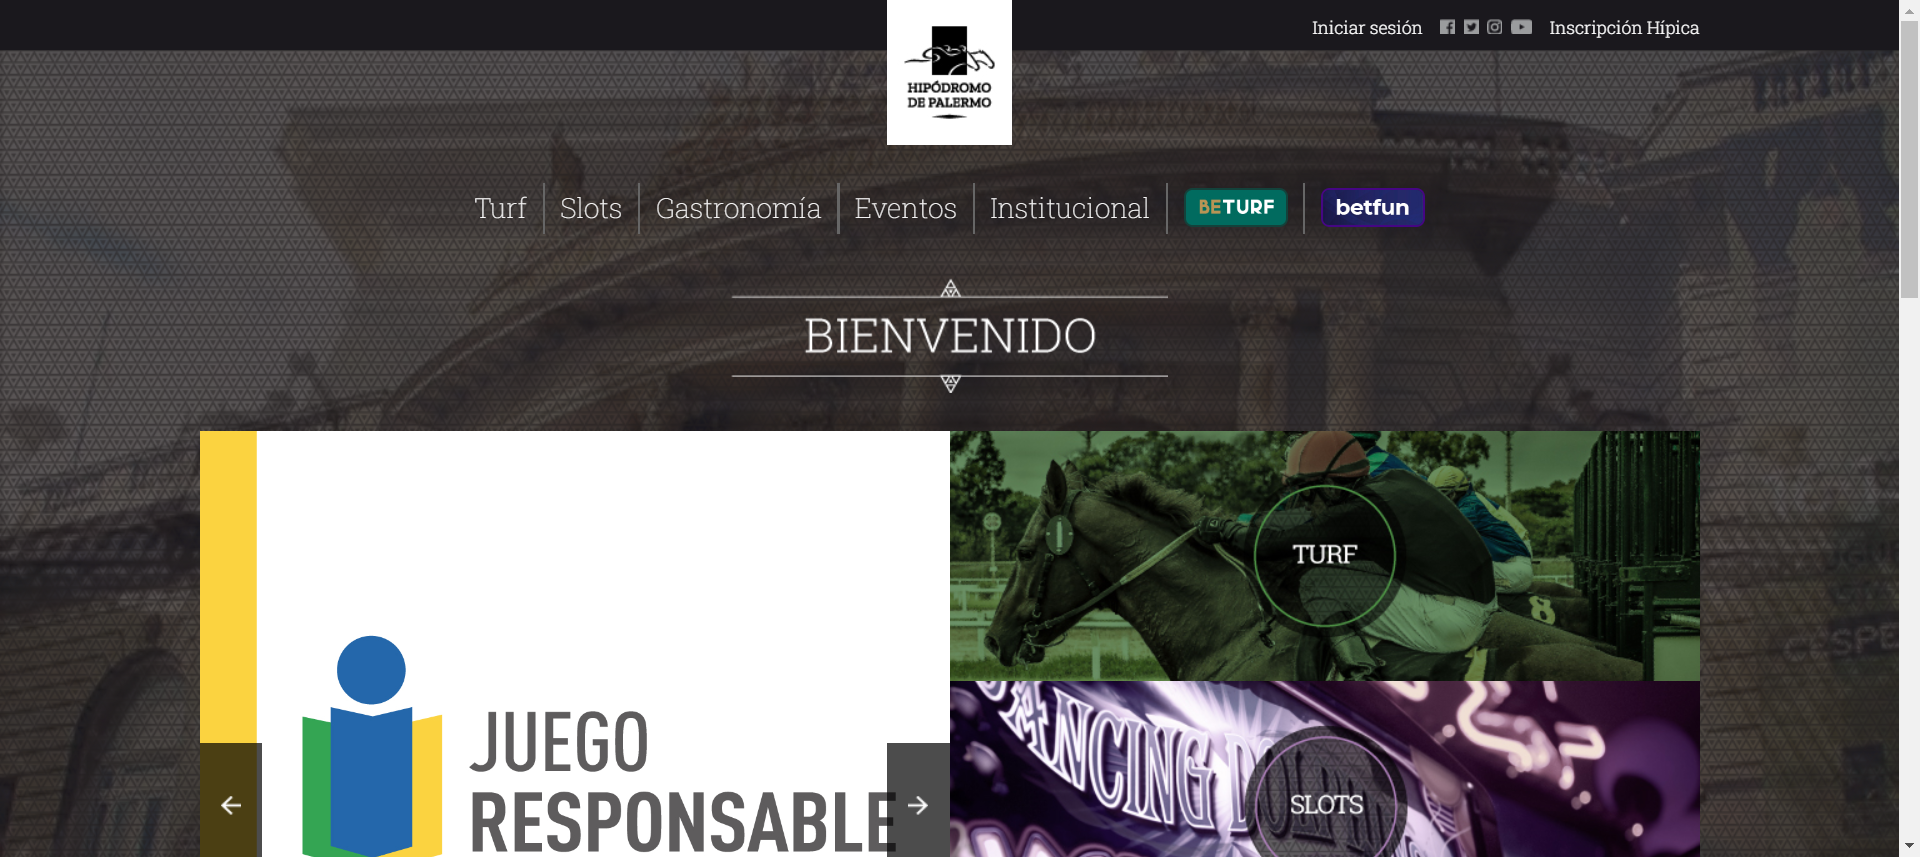 Iniciar sesión
Inscripción Hípica
HIPÓDROMO
DE PALERMO
Turf
Slots
Gastronomía
Eventos
Institucional
BETURF
betfun
BIENVENIDO
JUEGO
RESPONSABLE
TURF
8
SLOTS